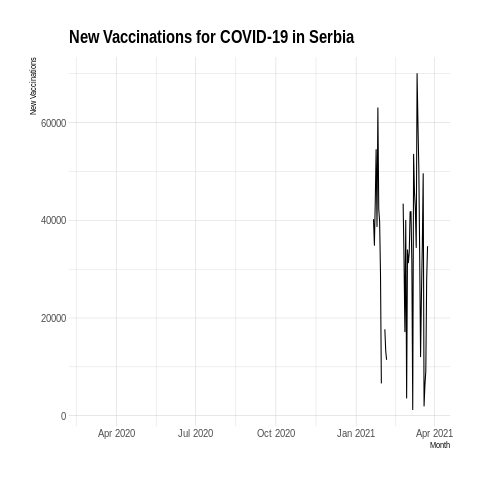 New Vaccinations for COVID-19 in Serbia
New Vaccinations
60000
40000
20000
0
Apr 2020 Jul 2020 Oct 2020 Jan 2021 Apr 2021
Month